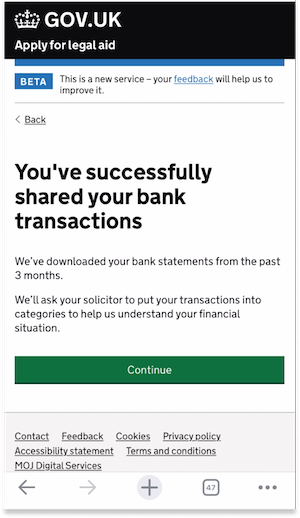 GOV.UK
Apply for legal aid
BETA
This is a new service – your feedback will help us to
improve it.
Back
You've successfully
shared your bank
transactions
We've downloaded your bank statements from the past
3 months.
We'll ask your solicitor to put your transactions into
categories to help us understand your financial
situation.
Continue
Contact Feedback Cookies Privacy policy
Accessibility statement Terms and conditions
MOJ Digital Services
47